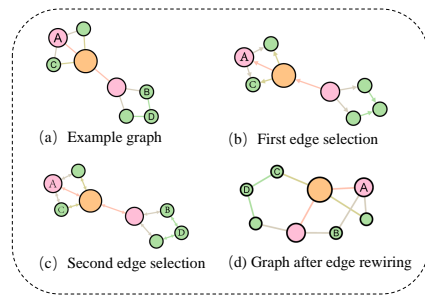 A
C
B
D
(a) Example graph
A
C
(b) First edge selection
A
C
B
D
(c) Second edge selection
C
D
A
B
(d) Graph after edge rewiring